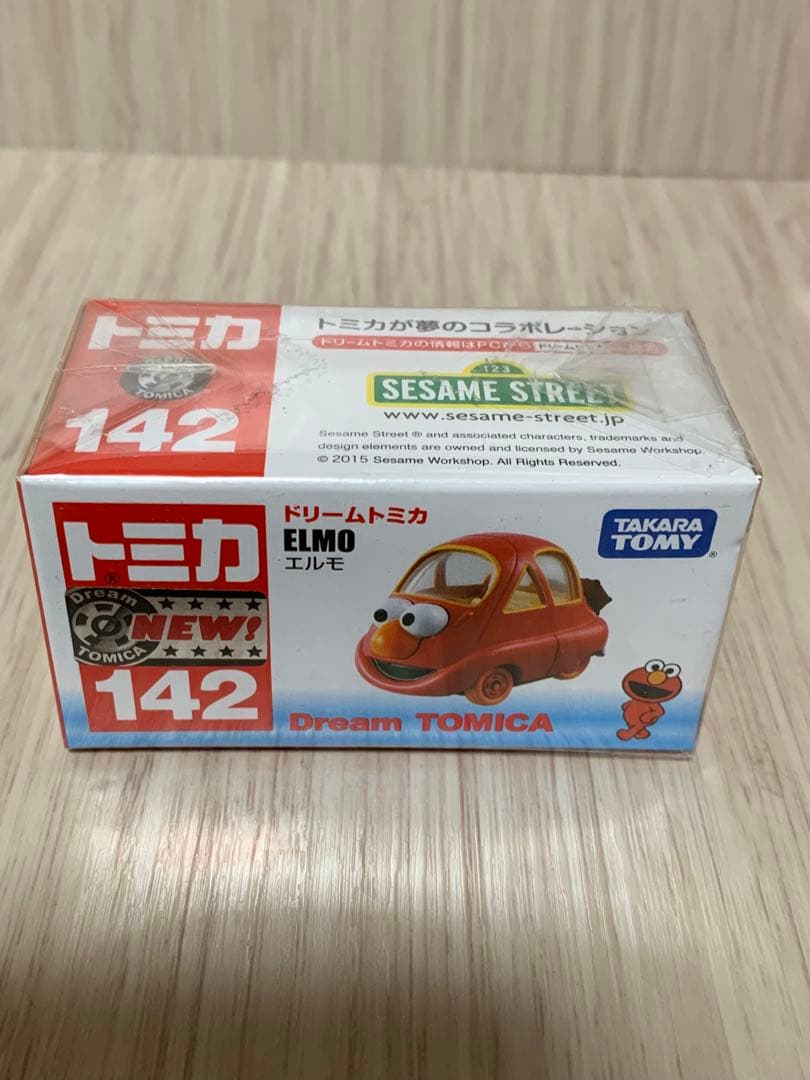 トミカ
Dream
TOMICA
142
トミカが夢のコラボレーション
ドリームトミカの情報はPCから
123
SESAME STREET
www.sesame-street.jp
Sesame Street ® and associated characters, trademarks and
design elements are owned and licensed by Sesame Workshop.
© 2015 Sesame Workshop. All Rights Reserved.
トミカ®
Dream
TOMICA
NEW!
142
ドリームトミカ
ELMO
エルモ
TAKARA
TOMY®
Dream TOMICA